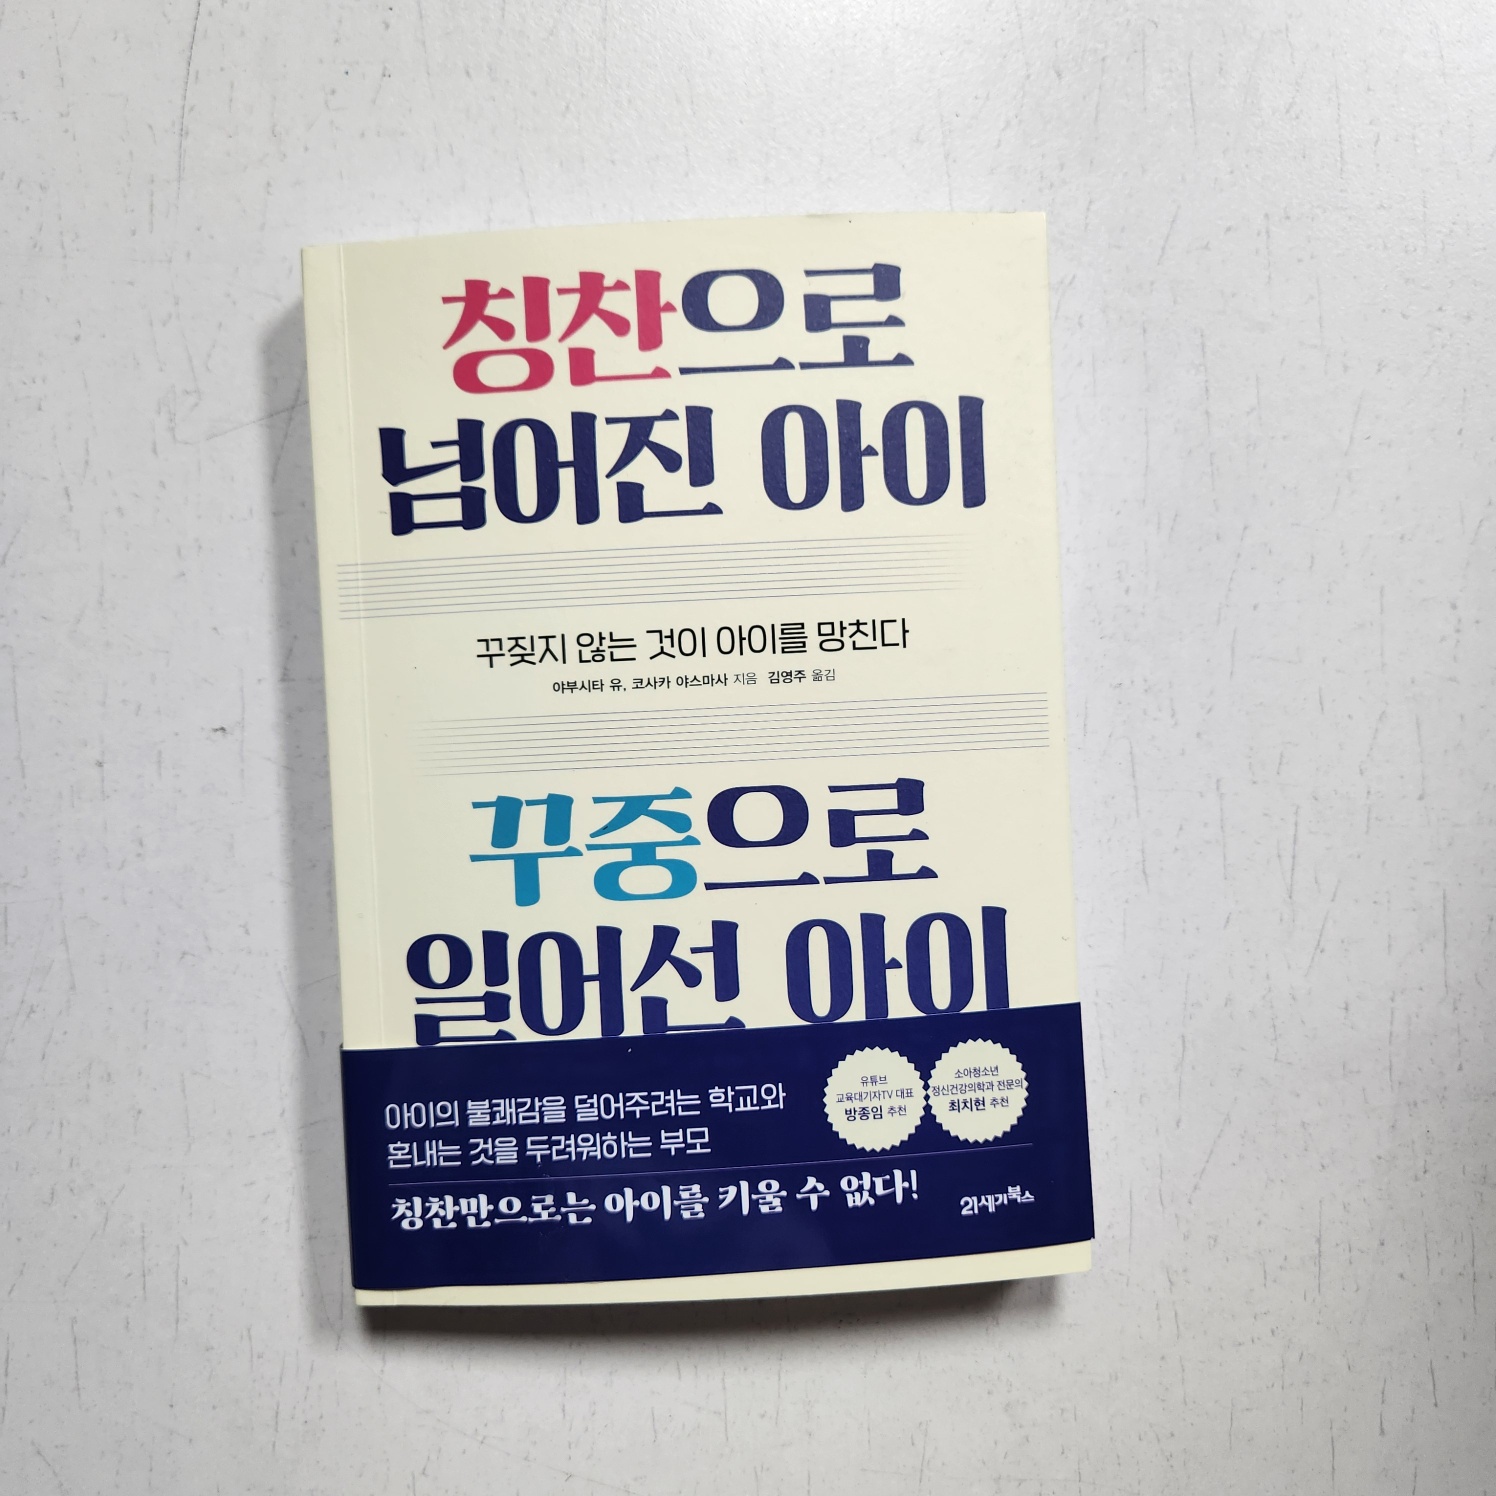 칭찬으로
넘어진 아이
꾸짖지 않는 것이 아이를 망친다
야부시타 유, 코사카 야스마사 지음 김영주 옮김
꾸중으로
일어선 아이
아이의 불쾌감을 덜어주려는 학교와
혼내는 것을 두려워하는 부모
칭찬만으로는 아이를 키울 수 없다!
유튜브
교육대기자TV 대표
방종임 추천
소아청소년
정신건강의학과 전문의
최치현 추천
21세기북스